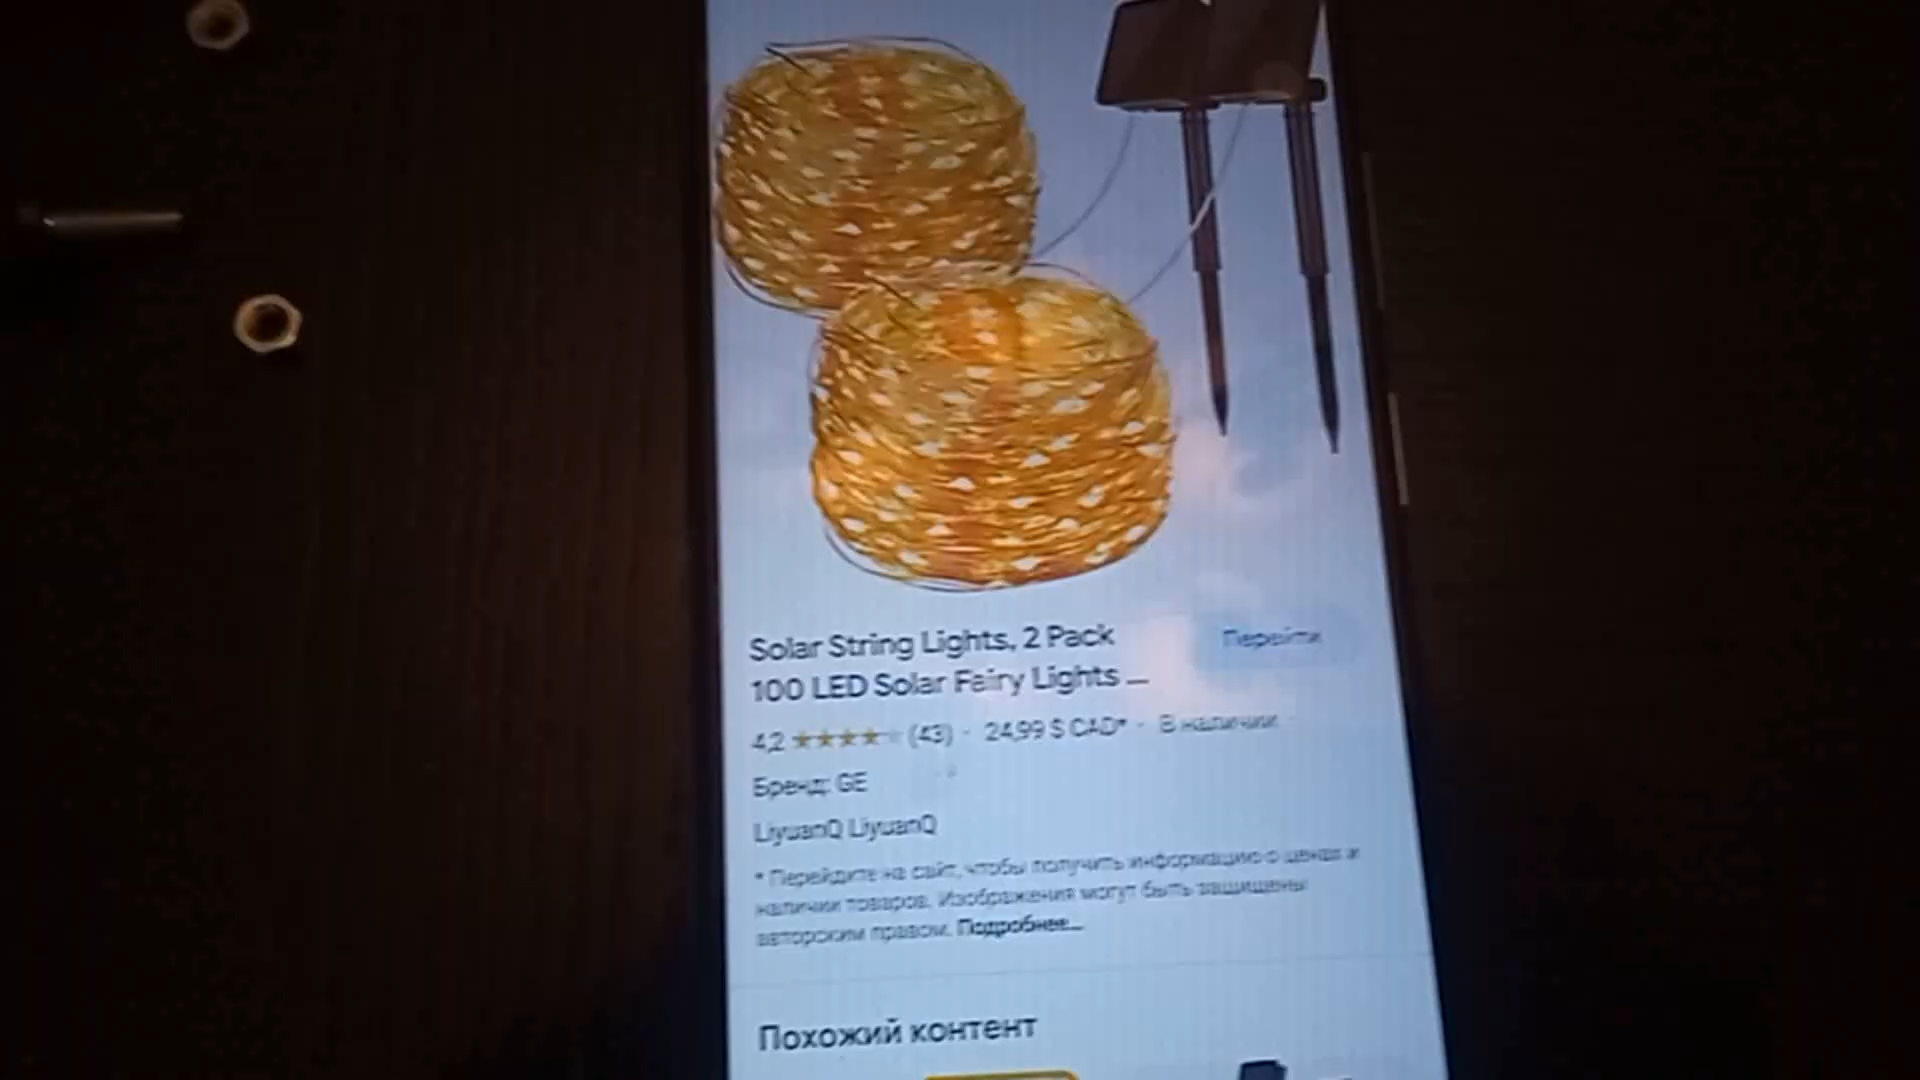 Solar String Lights, 2 Pack
100 LED Solar Fairy Lights ...
Перейти
4,2 ★★★★★ (43) · 24,99 $ CAD* · В наличии
Бренд: GE
LiyuanQ LiyuanQ
* Перейдите на сайт, чтобы получить информацию о ценах и
наличии товаров. Изображения могут быть защищены
авторским правом. Подробнее...
Похожий контент